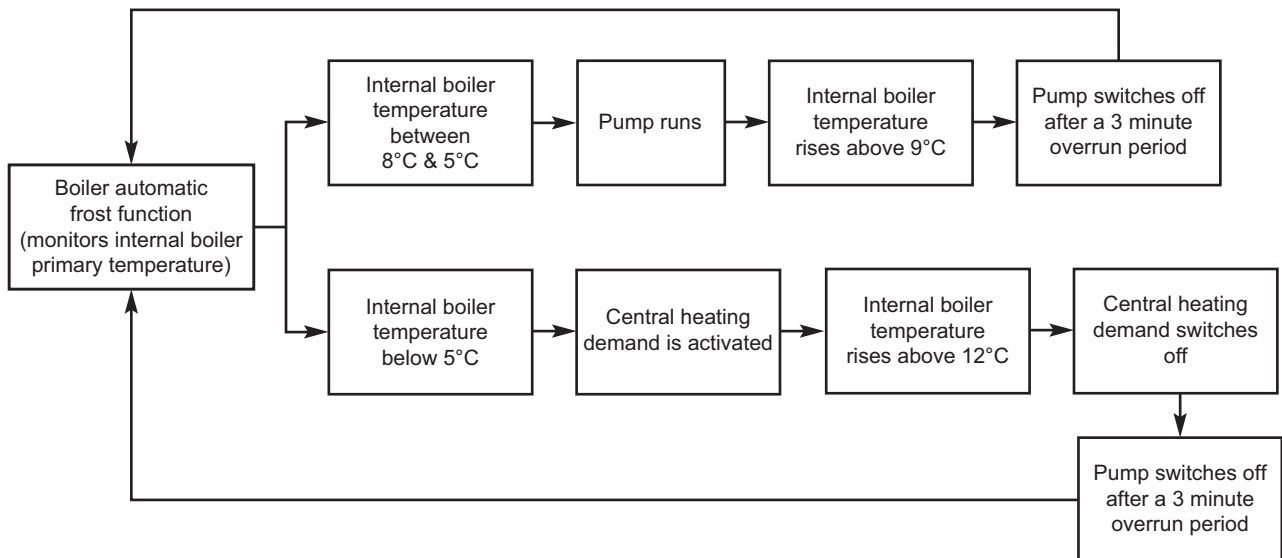 Boiler automatic
frost function
(monitors internal boiler
primary temperature)
Internal boiler
temperature
between
8°C & 5°C
Pump runs
Internal boiler
temperature
rises above 9°C
Pump switches off
after a 3 minute
overrun period
Internal boiler
temperature
below 5°C
Central heating
demand is activated
Internal boiler
temperature
rises above 12°C
Central heating
demand switches
off
Pump switches off
after a 3 minute
overrun period